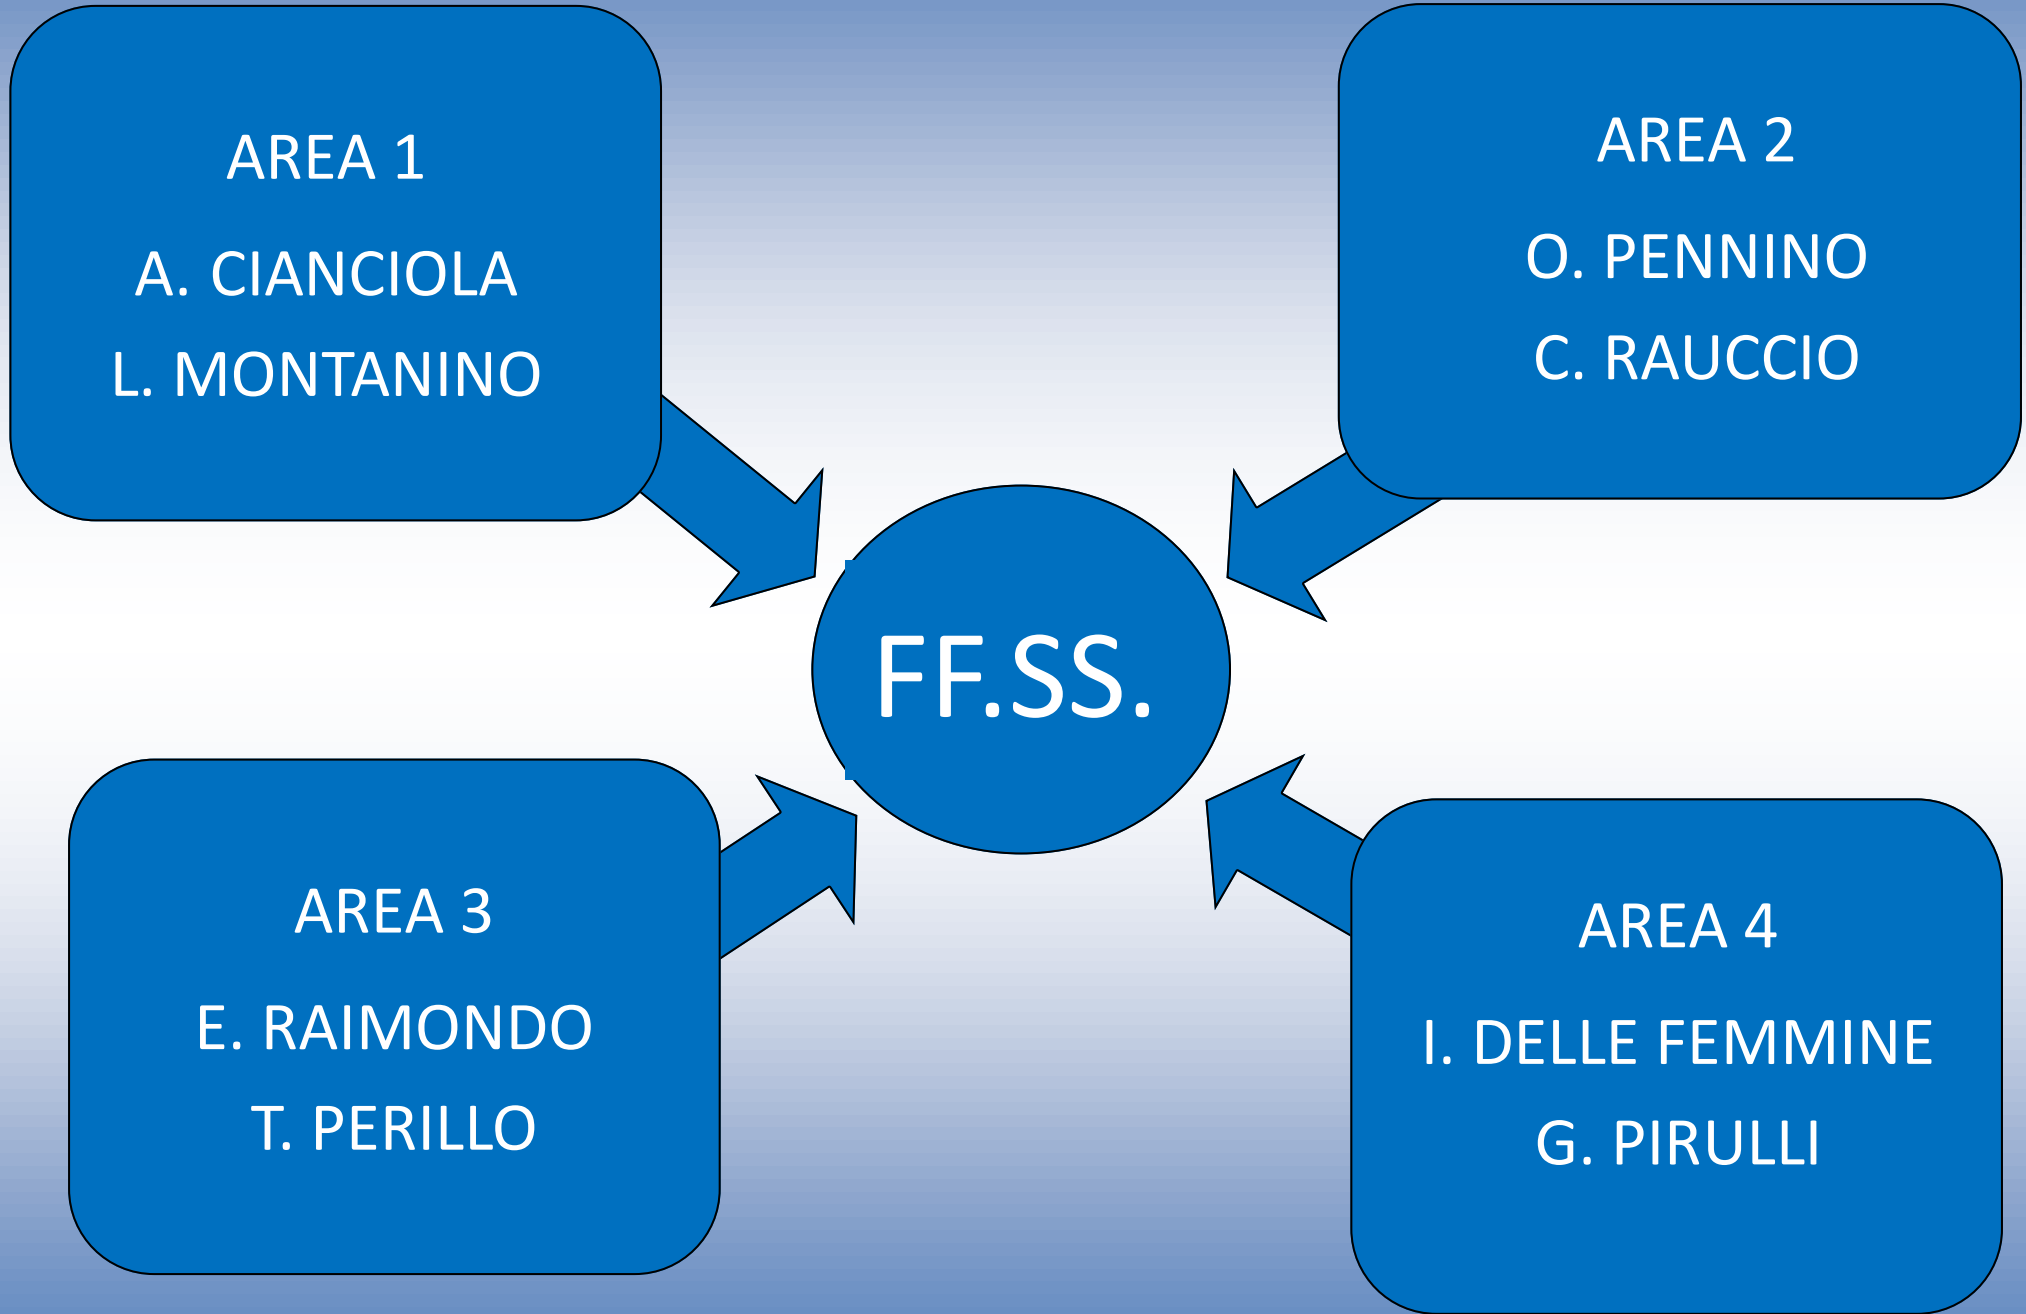 AREA 1
A. CIANCIOLA
L. MONTANINO
AREA 2
O. PENNINO
C. RAUCCIO
FF.SS.
AREA 3
E. RAIMONDO
T. PERILLO
AREA 4
I. DELLE FEMMINE
G. PIRULLI